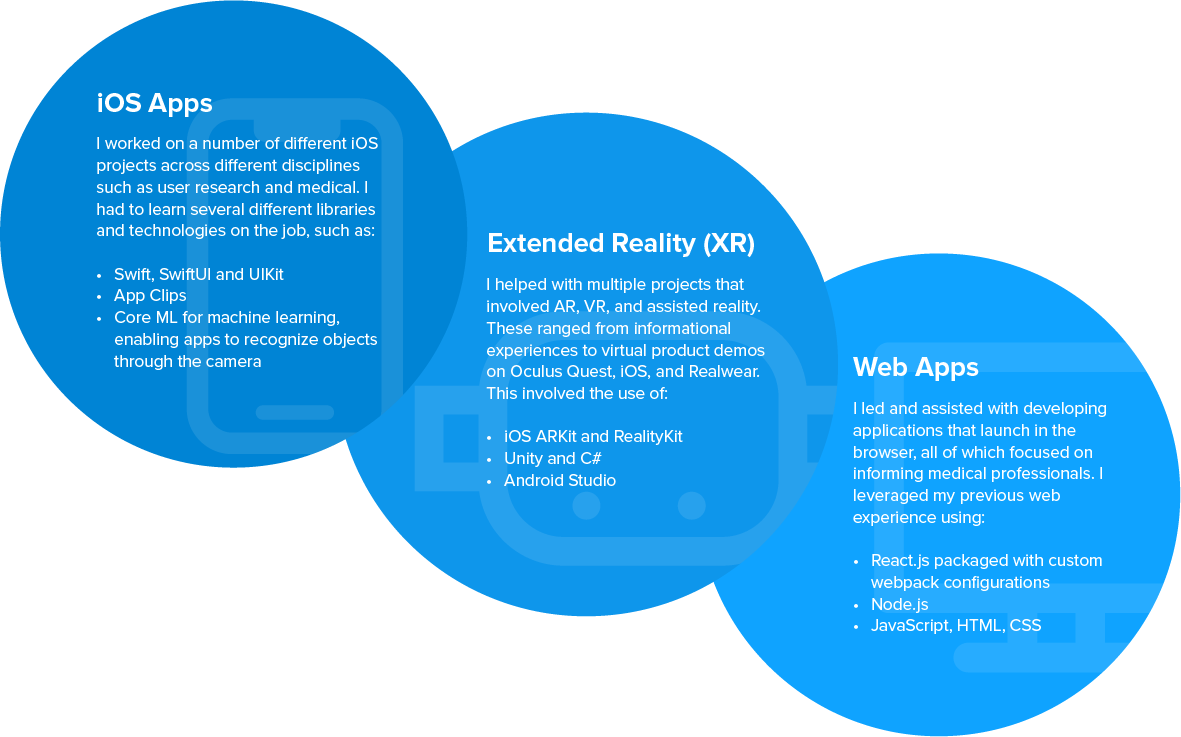 iOS Apps
I worked on a number of different iOS
projects across different disciplines
such as user research and medical. I
had to learn several different libraries
and technologies on the job, such as:
• Swift, SwiftUI and UIKit
• App Clips
• Core ML for machine learning,
enabling apps to recognize objects
through the camera
Extended Reality (XR)
I helped with multiple projects that
involved AR, VR, and assisted reality.
These ranged from informational
experiences to virtual product demos
on Oculus Quest, iOS, and Realwear.
This involved the use of:
• iOS ARKit and RealityKit
• Unity and C#
• Android Studio
Web Apps
I led and assisted with developing
applications that launch in the
browser, all of which focused on
informing medical professionals. I
leveraged my previous web
experience using:
• React.js packaged with custom
webpack configurations
• Node.js
• JavaScript, HTML, CSS